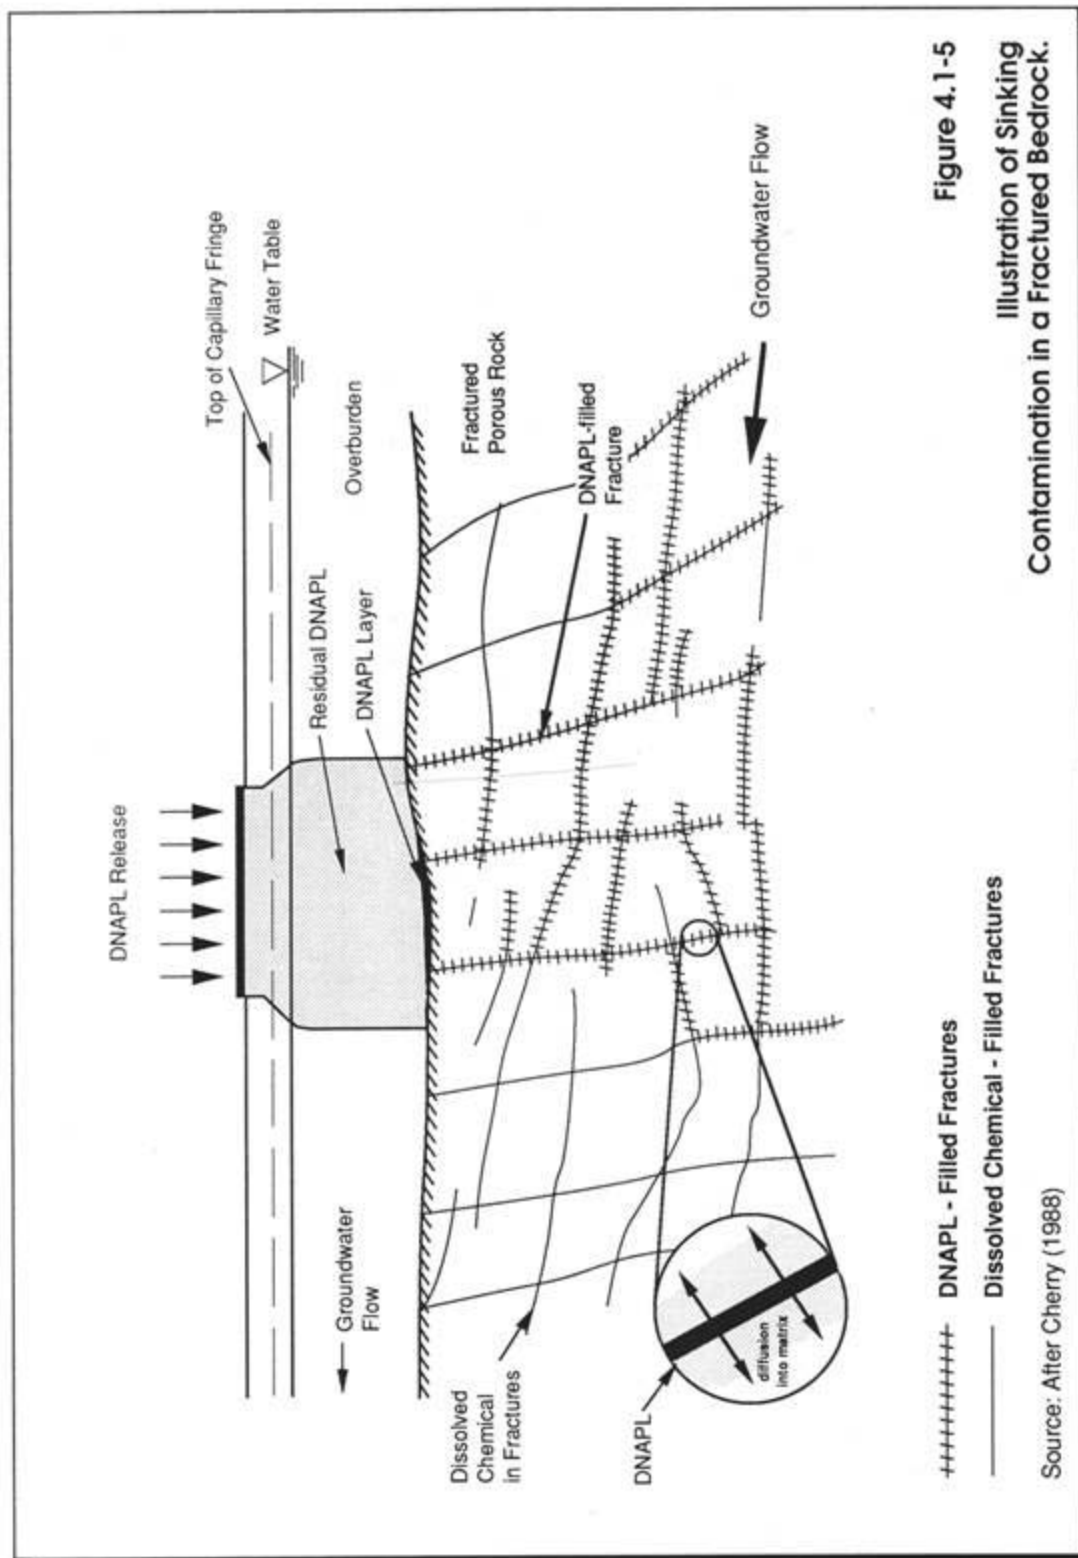 DNAPL Release
Top of Capillary Fringe
Water Table
Groundwater
Flow
Residual DNAPL
Overburden
DNAPL Layer
Fractured
Porous Rock
Dissolved
Chemical
in Fractures
DNAPL-filled
Fracture
DNAPL
diffusion
into matrix
Groundwater Flow
DNAPL - Filled Fractures
Dissolved Chemical - Filled Fractures
Source: After Cherry (1988)
Figure 4.1-5
Illustration of Sinking
Contamination in a Fractured Bedrock.